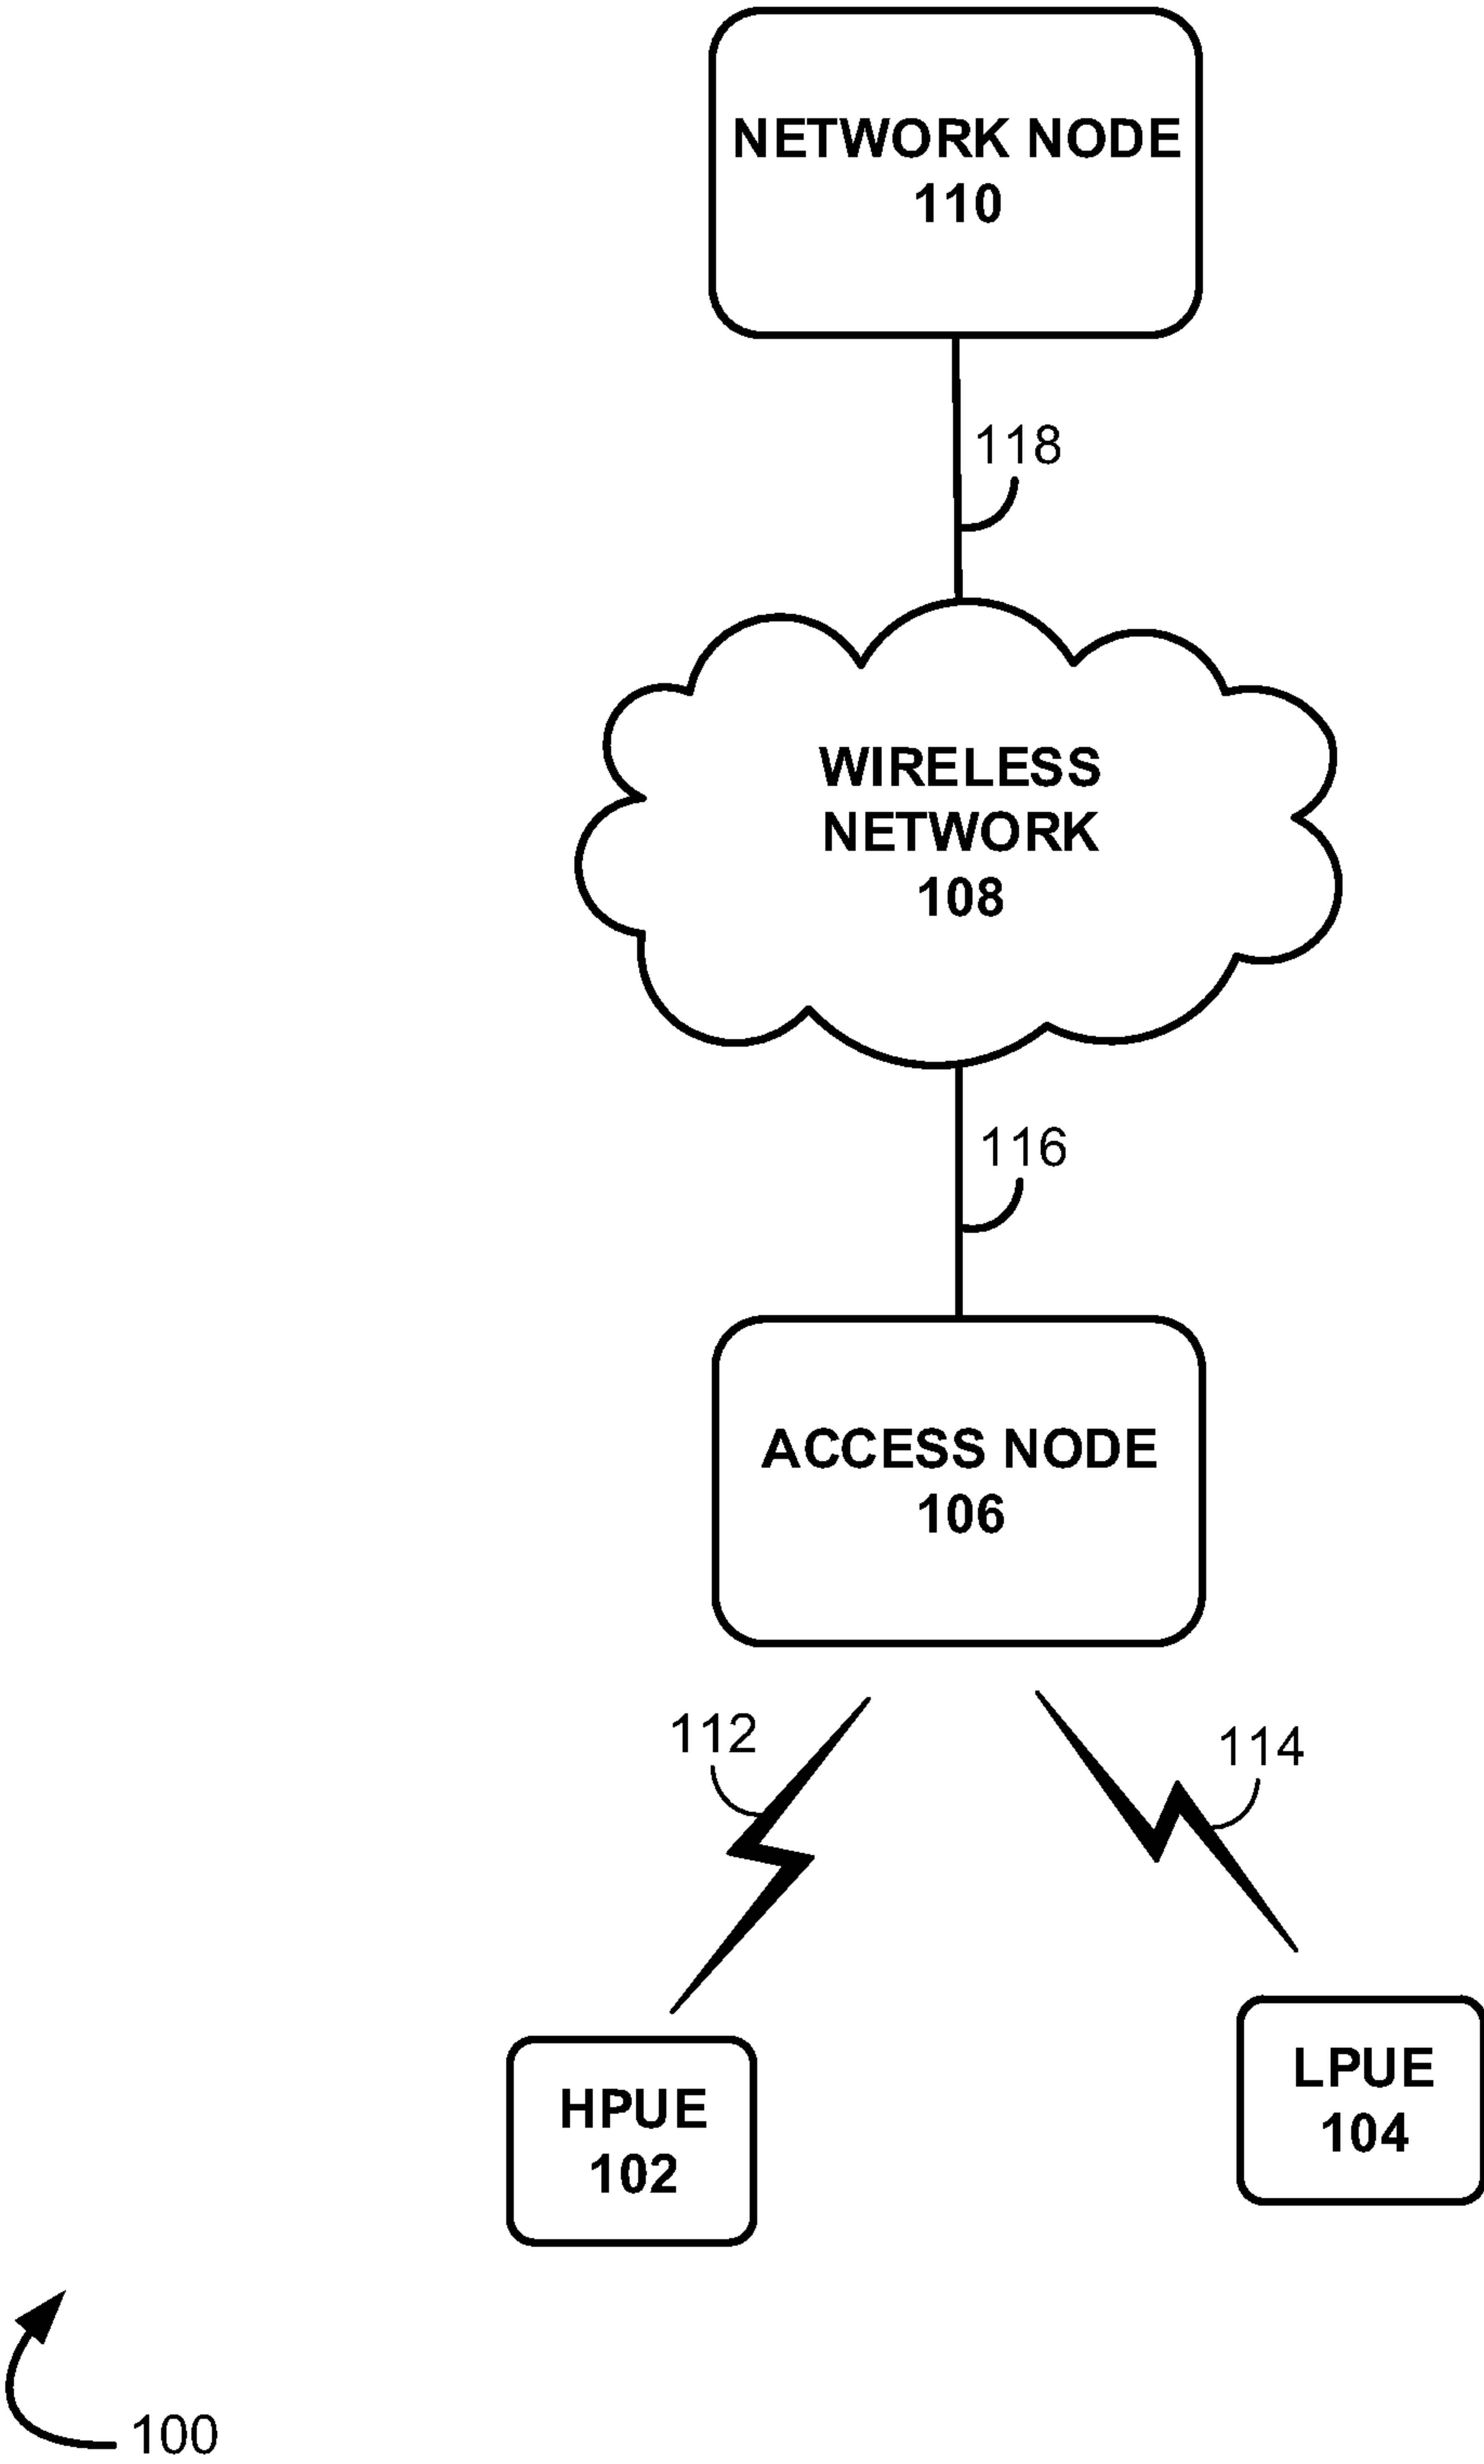 NETWORK NODE
110
118
WIRELESS
NETWORK
108
116
ACCESS NODE
106
112
114
HPUE
102
LPUE
104
100